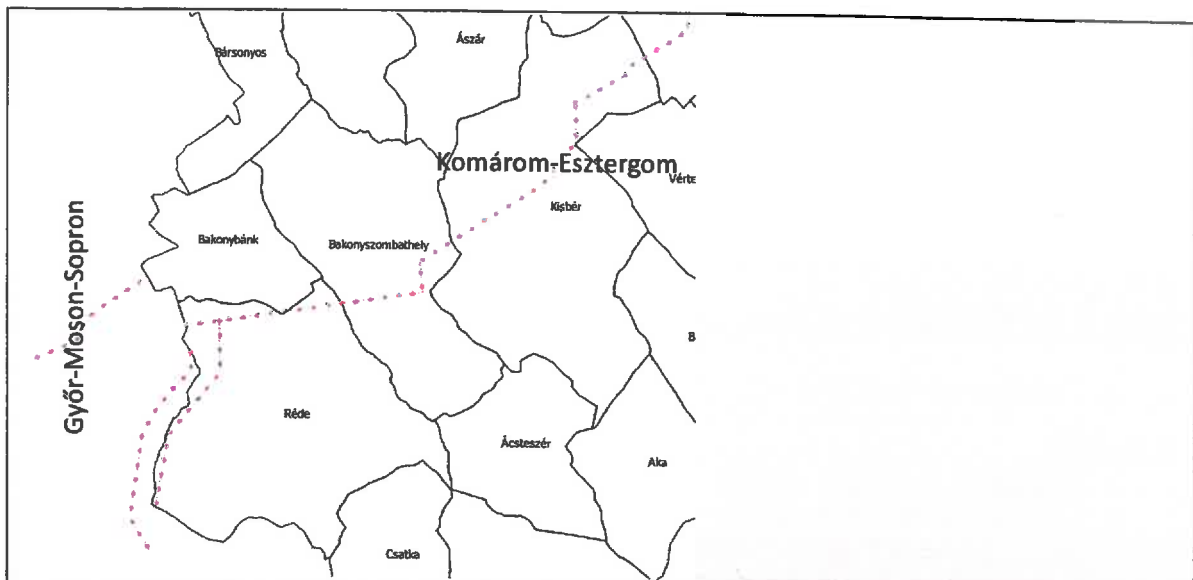 Ászár
Bársonyos
Komárom-Esztergom
Vérte
Kisbér
Bakonybánk
Bakonyszombathely
Győr-Moson-Sopron
B
Réde
Ácsteszér
Aka
Csatka